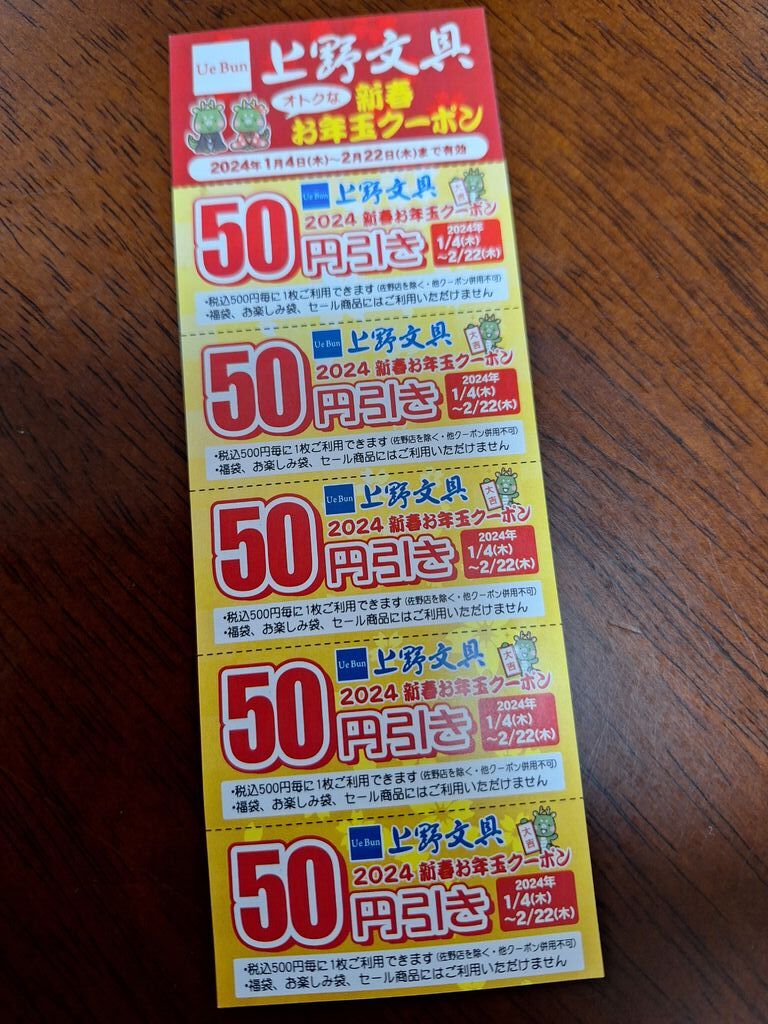 Ue Bun 上野文具
オトクな 新春
お年玉クーポン
2024年1月4日(木)~2月22日(木)まで有効
Ue Bun 上野文具 大吉
2024 新春お年玉クーポン
50円引き
2024年
1/4(木)
~2/22(木)
・税込500円毎に1枚ご利用できます(佐野店を除く・他クーポン併用不可)
・福袋、お楽しみ袋、セール商品にはご利用いただけません
Ue Bun 上野文具 大吉
2024 新春お年玉クーポン
50円引き
2024年
1/4(木)
~2/22(木)
・税込500円毎に1枚ご利用できます(佐野店を除く・他クーポン併用不可)
・福袋、お楽しみ袋、セール商品にはご利用いただけません
Ue Bun 上野文具 大吉
2024 新春お年玉クーポン
50円引き
2024年
1/4(木)
~2/22(木)
・税込500円毎に1枚ご利用できます(佐野店を除く・他クーポン併用不可)
・福袋、お楽しみ袋、セール商品にはご利用いただけません
Ue Bun 上野文具 大吉
2024 新春お年玉クーポン
50円引き
2024年
1/4(木)
~2/22(木)
・税込500円毎に1枚ご利用できます(佐野店を除く・他クーポン併用不可)
・福袋、お楽しみ袋、セール商品にはご利用いただけません
Ue Bun 上野文具 大吉
2024 新春お年玉クーポン
50円引き
2024年
1/4(木)
~2/22(木)
・税込500円毎に1枚ご利用できます(佐野店を除く・他クーポン併用不可)
・福袋、お楽しみ袋、セール商品にはご利用いただけません